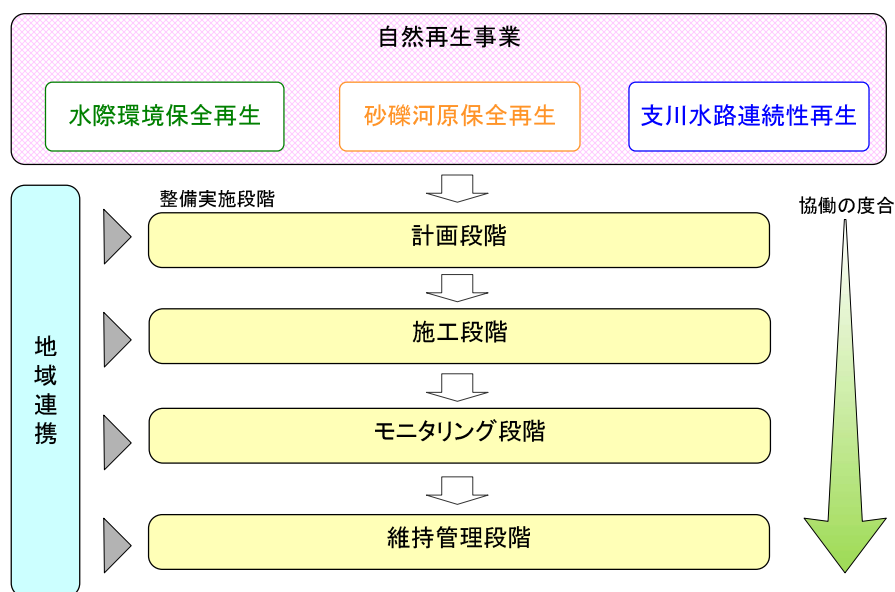 自然再生事業
水際環境保全再生
砂礫河原保全再生
支川水路連続性再生
地域連携
整備実施段階
計画段階
施工段階
モニタリング段階
維持管理段階
協働の度合